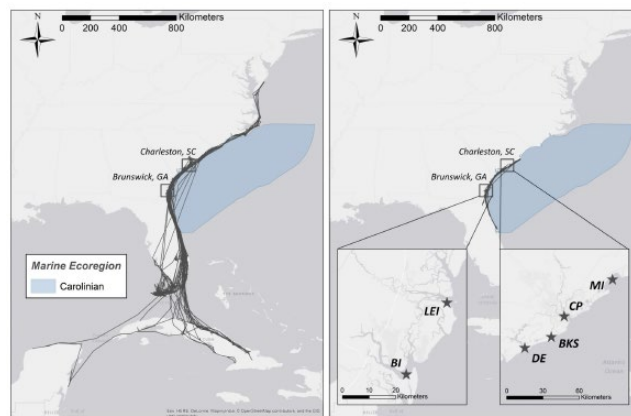 Kilometers
0 200 400 800
Charleston, SC
Brunswick, GA
Marine Ecoregion
Carolinian
Kilometers
0 200 400 800
Charleston, SC
Brunswick, GA
LEI
BI
0 10 20
Kilometers
MI
CP
BKS
DE
0 30 60
Kilometers